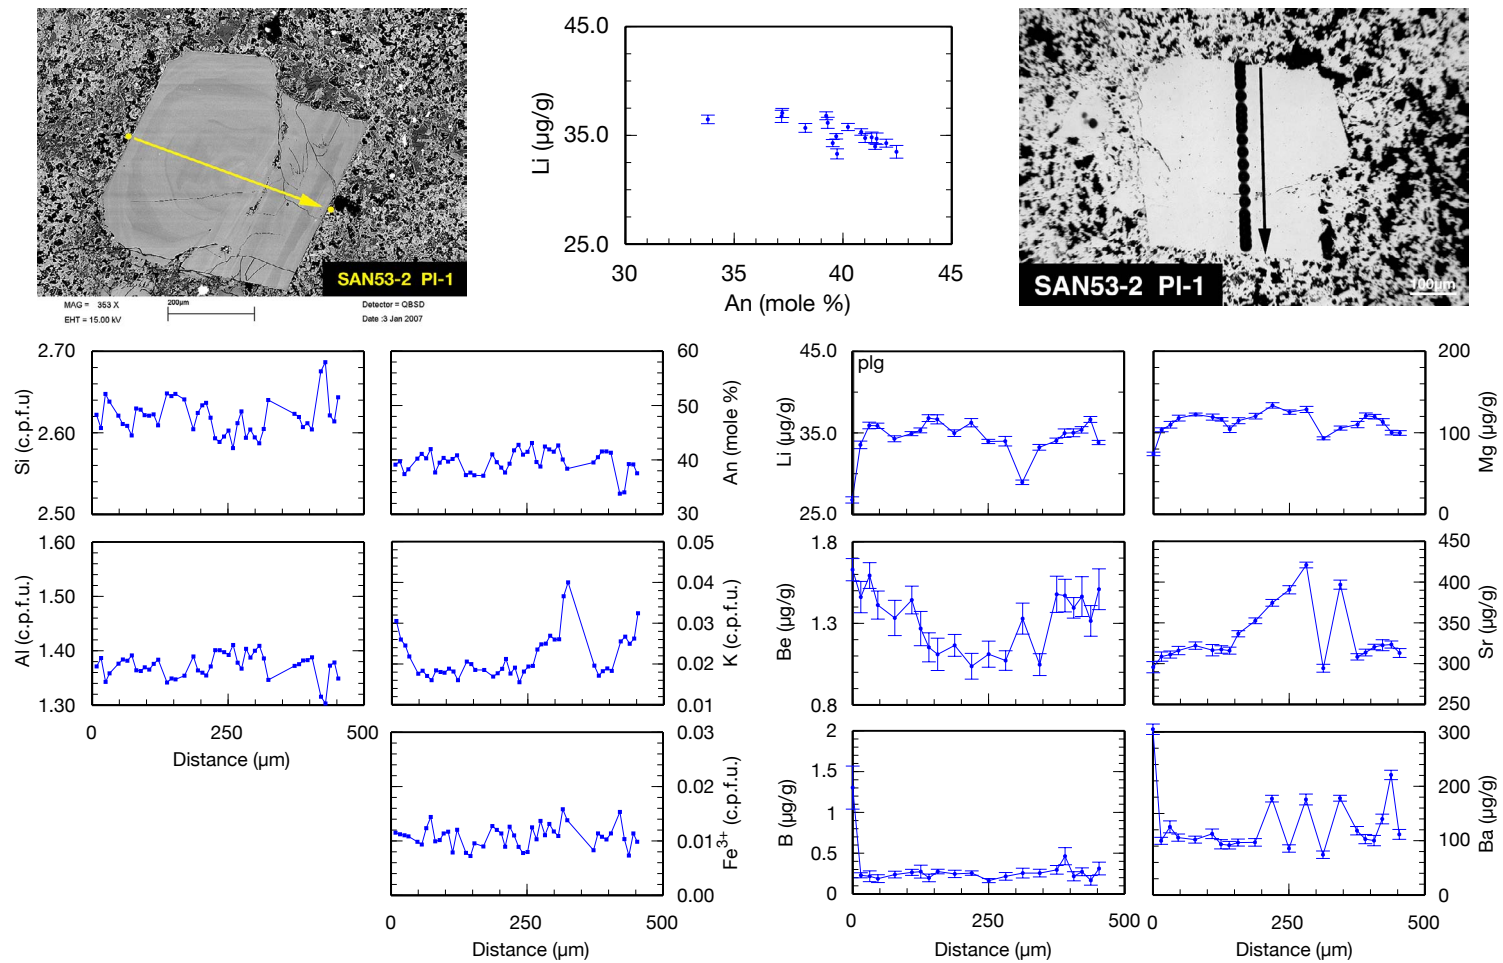 SAN53-2 PI-1
MAG = 353 X
EHT = 15.00 kV
200µm
Detector = QBSD
Date :3 Jan 2007
45.0
35.0
25.0
Li (µg/g)
30 35 40 45
An (mole %)
SAN53-2 PI-1
100µm
2.70
2.60
2.50
Si (c.p.f.u)
60
50
40
30
An (mole %)
plg
45.0
35.0
25.0
Li (µg/g)
200
100
0
Mg (µg/g)
1.60
1.50
1.40
1.30
Al (c.p.f.u.)
0 250 500
Distance (µm)
0.05
0.04
0.03
0.02
0.01
K (c.p.f.u.)
1.8
1.3
0.8
Be (µg/g)
450
400
350
300
250
Sr (µg/g)
0.03
0.02
0.01
0.00
Fe3+ (c.p.f.u.)
0 250 500
Distance (µm)
2
1.5
1
0.5
0
B (µg/g)
0 250 500
Distance (µm)
300
200
100
0
Ba (µg/g)
0 250 500
Distance (µm)